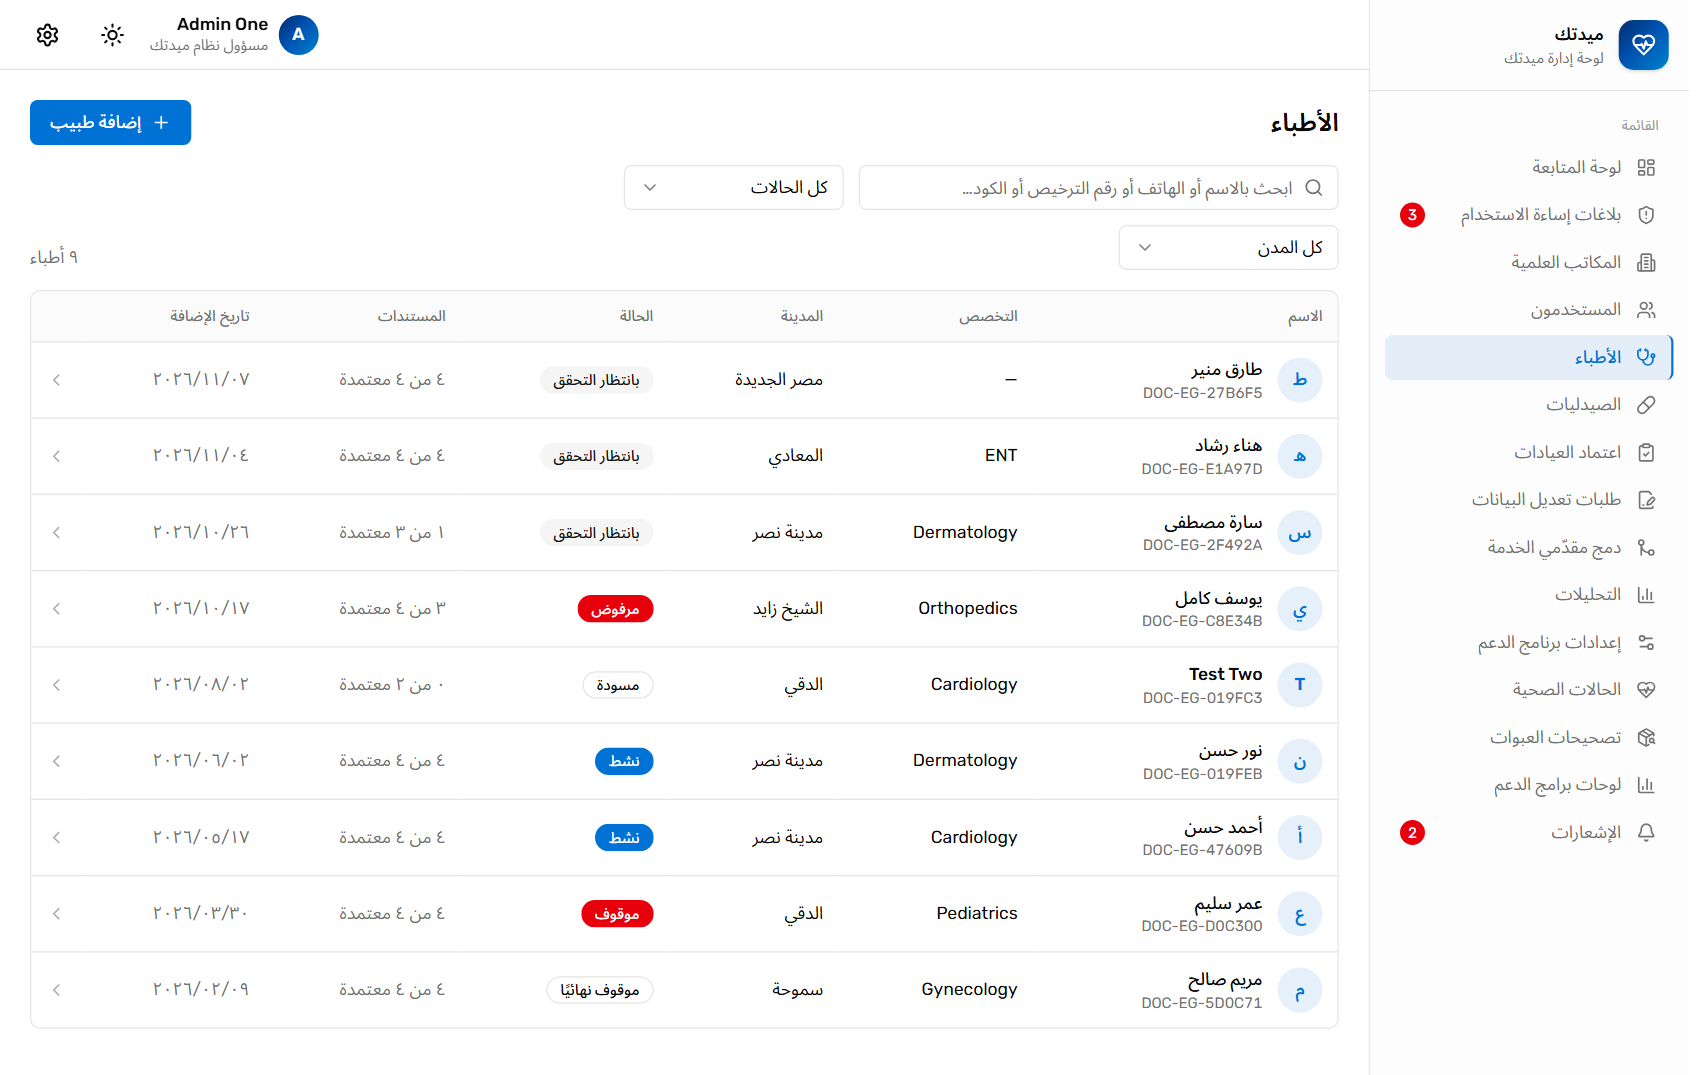 ميدتك
لوحة إدارة ميدتك
القائمة
لوحة المتابعة
بلاغات إساءة الاستخدام 3
المكاتب العلمية
المستخدمون
الأطباء
الصيدليات
اعتماد العيادات
طلبات تعديل البيانات
دمج مقدّمي الخدمة
التحليلات
إعدادات برنامج الدعم
الحالات الصحية
تصحيحات العبوات
لوحات برامج الدعم
الإشعارات 2
A
Admin One
مسؤول نظام ميدتك
الأطباء
إضافة طبيب
ابحث بالاسم أو الهاتف أو رقم الترخيص أو الكود...
كل الحالات
كل المدن
٩ أطباء
الاسم التخصص المدينة الحالة المستندات تاريخ الإضافة
ط طارق منير — مصر الجديدة بانتظار التحقق ٤ من ٤ معتمدة ٢٠٢٦/١١/٠٧
DOC-EG-27B6F5
ه هناء رشاد ENT المعادي بانتظار التحقق ٤ من ٤ معتمدة ٢٠٢٦/١١/٠٤
DOC-EG-E1A97D
س سارة مصطفى Dermatology مدينة نصر بانتظار التحقق ١ من ٣ معتمدة ٢٠٢٦/١٠/٢٦
DOC-EG-2F492A
ي يوسف كامل Orthopedics الشيخ زايد مرفوض ٣ من ٤ معتمدة ٢٠٢٦/١٠/١٧
DOC-EG-C8E34B
T Test Two Cardiology الدقي مسودة ٠ من ٢ معتمدة ٢٠٢٦/٠٨/٠٢
DOC-EG-019FC3
ن نور حسن Dermatology مدينة نصر نشط ٤ من ٤ معتمدة ٢٠٢٦/٠٦/٠٢
DOC-EG-019FEB
أ أحمد حسن Cardiology مدينة نصر نشط ٤ من ٤ معتمدة ٢٠٢٦/٠٥/١٧
DOC-EG-47609B
ع عمر سليم Pediatrics الدقي موقوف ٤ من ٤ معتمدة ٢٠٢٦/٠٣/٣٠
DOC-EG-D0C300
م مريم صالح Gynecology سموحة موقوف نهائيًا ٤ من ٤ معتمدة ٢٠٢٦/٠٢/٠٩
DOC-EG-5D0C71